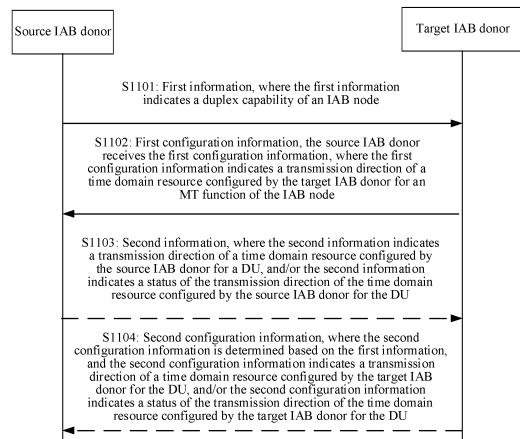 Source IAB donor
Target IAB donor
S1101: First information, where the first information
indicates a duplex capability of an IAB node
S1102: First configuration information, the source IAB donor
receives the first configuration information, where the first
configuration information indicates a transmission direction of a
time domain resource configured by the target IAB donor for an
MT function of the IAB node
S1103: Second information, where the second information indicates
a transmission direction of a time domain resource configured by
the source IAB donor for a DU, and/or the second information
indicates a status of the transmission direction of the time domain
resource configured by the source IAB donor for the DU
S1104: Second configuration information, where the second
configuration information is determined based on the first information,
and the second configuration information indicates a transmission
direction of a time domain resource configured by the target IAB
donor for the DU, and/or the second configuration information
indicates a status of the transmission direction of the time domain
resource configured by the target IAB donor for the DU